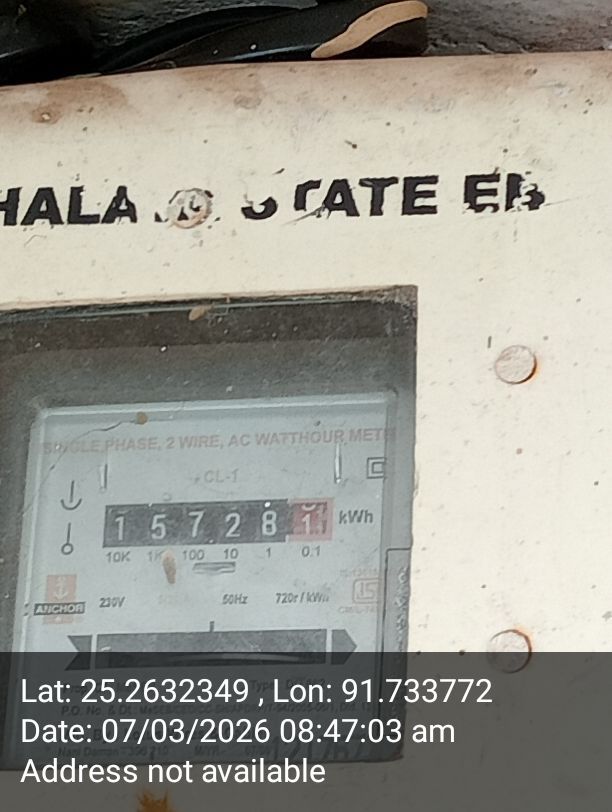 HALA STATE EB
SINGLE PHASE, 2 WIRE, AC WATTHOUR METE
CL-1
1 5 7 2 8 1 kWh
10K 1K 100 10 1 0.1
ANCHOR
230V 50Hz 720r/kWh
Lat: 25.2632349 , Lon: 91.733772
Date: 07/03/2026 08:47:03 am
Address not available